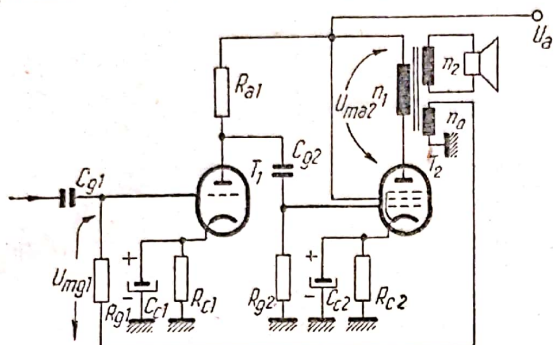 Ua
Ra1
Uma2
n1
n2
n0
T2
Cg2
T1
Cg1
+
-
+
-
Umg1
Rg1
Cc1
Rc1
Rg2
Cc2
Rc2